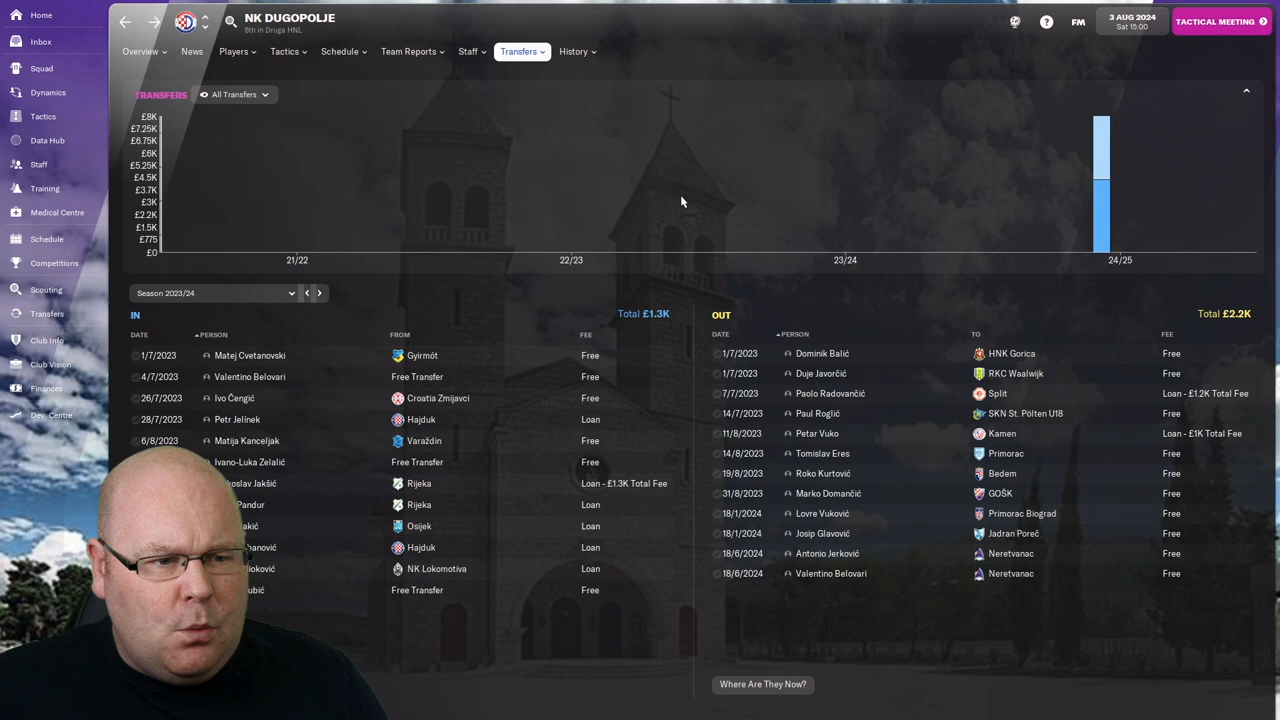 Home
Inbox
Squad
Dynamics
Tactics
Data Hub
Staff
Training
Medical Centre
Schedule
Competitions
Scouting
Transfers
Club Info
Club Vision
Finances
Dev. Centre
NK DUGOPOLJE
6th in Druga HNL
FM
3 AUG 2024
Sat 15:00
TACTICAL MEETING
Overview News Players Tactics Schedule Team Reports Staff Transfers History
TRANSFERS All Transfers
£8K
£7.25K
£6.75K
£6K
£5.25K
£4.5K
£3.7K
£3K
£2.2K
£1.5K
£775
£0
21/22 22/23 23/24 24/25
Season 2023/24
IN Total £1.3K
DATE PERSON FROM FEE
1/7/2023 Matej Cvetanovski Gyirmót Free
4/7/2023 Valentino Belovari Free Transfer Free
26/7/2023 Ivo Čengić Croatia Zmijavci Free
28/7/2023 Petr Jelínek Hajduk Loan
6/8/2023 Matija Kanceljak Varaždin Free
Ivano-Luka Zelalić Free Transfer Free
Jakšić Rijeka Loan - £1.3K Total Fee
Pandur Rijeka Loan
Osijek Loan
Hajduk Loan
NK Lokomotiva Loan
Free Transfer Free
OUT Total £2.2K
DATE PERSON TO FEE
1/7/2023 Dominik Balić HNK Gorica Free
1/7/2023 Duje Javorčić RKC Waalwijk Free
7/7/2023 Paolo Radovančić Split Loan - £1.2K Total Fee
14/7/2023 Paul Roglić SKN St. Pölten U18 Free
11/8/2023 Petar Vuko Kamen Loan - £1K Total Fee
14/8/2023 Tomislav Eres Primorac Free
19/8/2023 Roko Kurtović Bedem Free
31/8/2023 Marko Domančić GOŠK Free
18/1/2024 Lovre Vuković Primorac Biograd Free
18/1/2024 Josip Glavović Jadran Poreč Free
18/6/2024 Antonio Jerković Neretvanac Free
18/6/2024 Valentino Belovari Neretvanac Free
Where Are They Now?